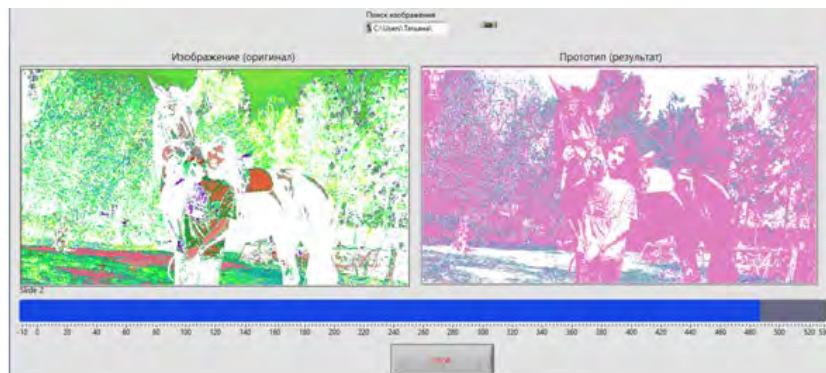 Поиск изображения
C:\Users\Татьяна\
Изображение (оригинал)
Прототип (результат)
Slide 2
-10 0 20 40 60 80 100 120 140 160 180 200 220 240 260 280 300 320 340 360 380 400 420 440 460 480 500 520